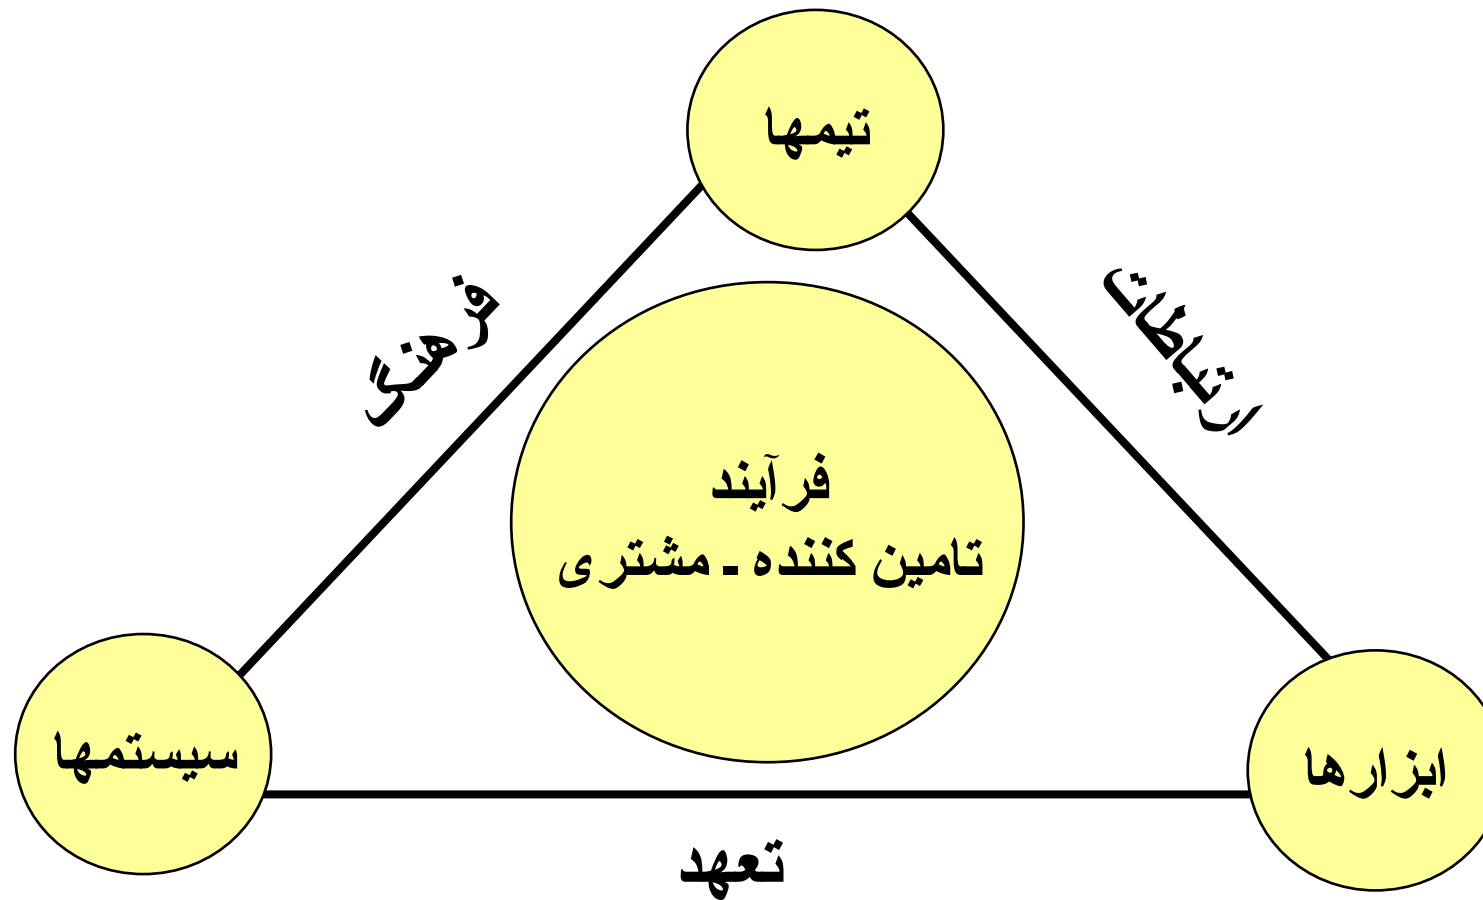 تیمها
فرهنگ
ارتباطات
فرآیند
تامین کننده - مشتری
سیستمها
ابزارها
تعهد